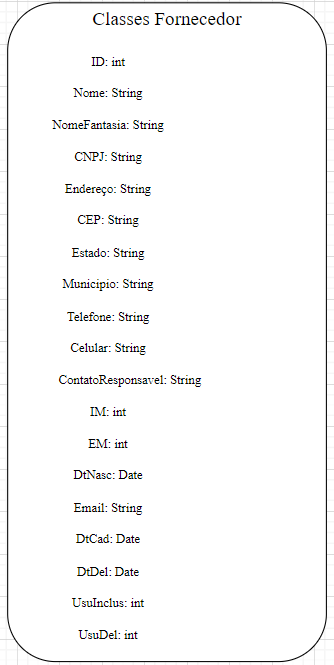 Classes Fornecedor
ID: int
Nome: String
NomeFantasia: String
CNPJ: String
Endereço: String
CEP: String
Estado: String
Municipio: String
Telefone: String
Celular: String
ContatoResponsavel: String
IM: int
EM: int
DtNasc: Date
Email: String
DtCad: Date
DtDel: Date
UsuInclus: int
UsuDel: int